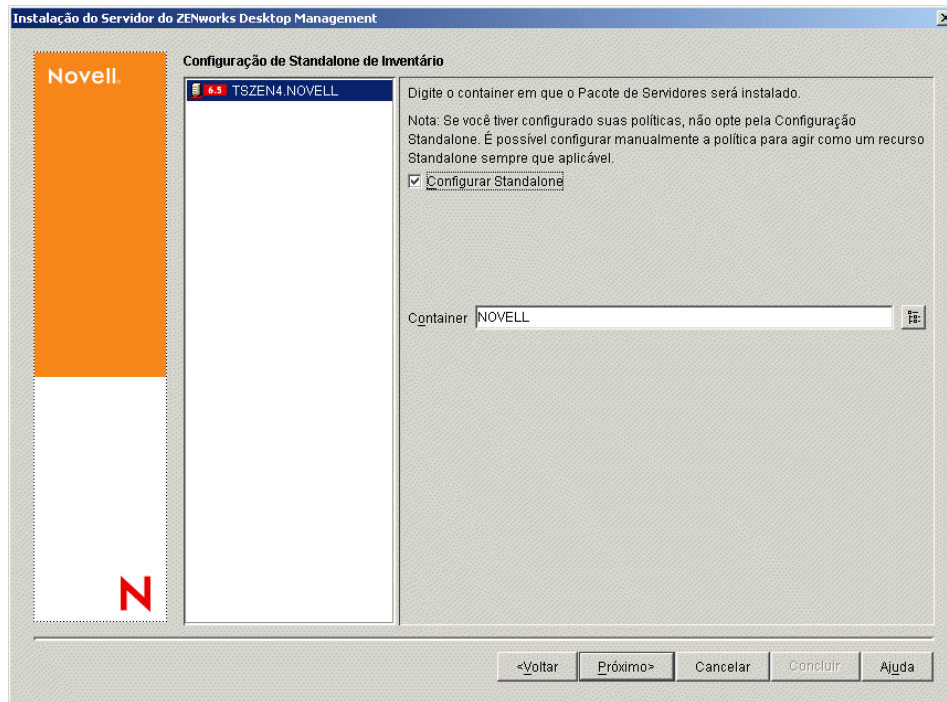 Instalação do Servidor do ZENworks Desktop Management
Novell.
Configuração de Standalone de Inventário
6.5 TSZEN4.NOVELL
Digite o container em que o Pacote de Servidores será instalado.
Nota: Se você tiver configurado suas políticas, não opte pela Configuração
Standalone. É possível configurar manualmente a política para agir como um recurso
Standalone sempre que aplicável.
Configurar Standalone
Container NOVELL
N
<Voltar Próximo> Cancelar Concluir Ajuda